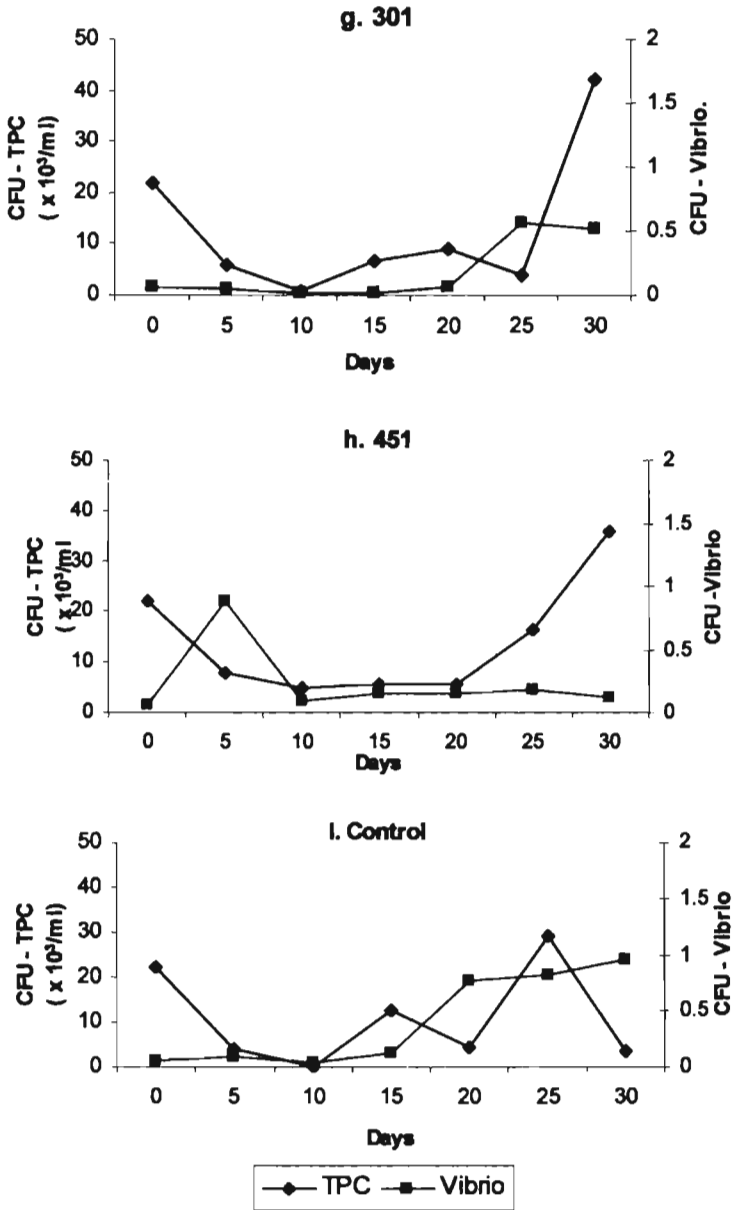 g. 301
CFU - TPC
( x 10³/ml)
50
40
30
20
10
0
2
1.5
1
0.5
0
CFU - Vibrio.
0 5 10 15 20 25 30
Days
h. 451
CFU - TPC
( x 10³/ml
50
40
30
20
10
0
2
1.5
1
0.5
0
CFU -Vibrio
0 5 10 15 20 25 30
Days
I. Control
CFU - TPC
( x 10³/ml)
50
40
30
20
10
0
2
1.5
1
0.5
0
CFU - Vibrio
0 5 10 15 20 25 30
Days
TPC Vibrio